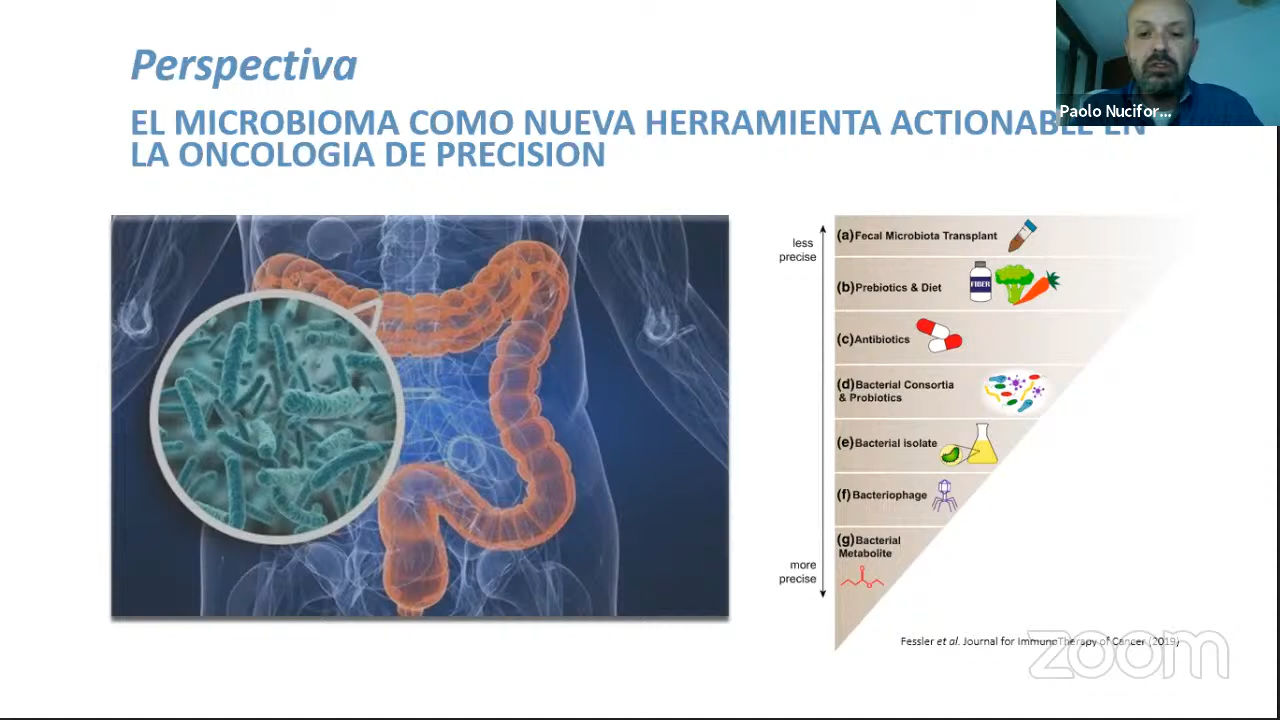 Perspectiva
EL MICROBIOMA COMO NUEVA HERRAMIENTA ACTIONABLE EN
LA ONCOLOGIA DE PRECISION
Paolo Nucifor...
less
precise
(a)Fecal Microbiota Transplant
(b)Prebiotics & Diet
FIBER
(c)Antibiotics
(d)Bacterial Consortia
& Probiotics
(e)Bacterial isolate
(f)Bacteriophage
(g)Bacterial
Metabolite
more
precise
O
O
Fessler et al. Journal for ImmunoTherapy of Cancer (2019)
zoom